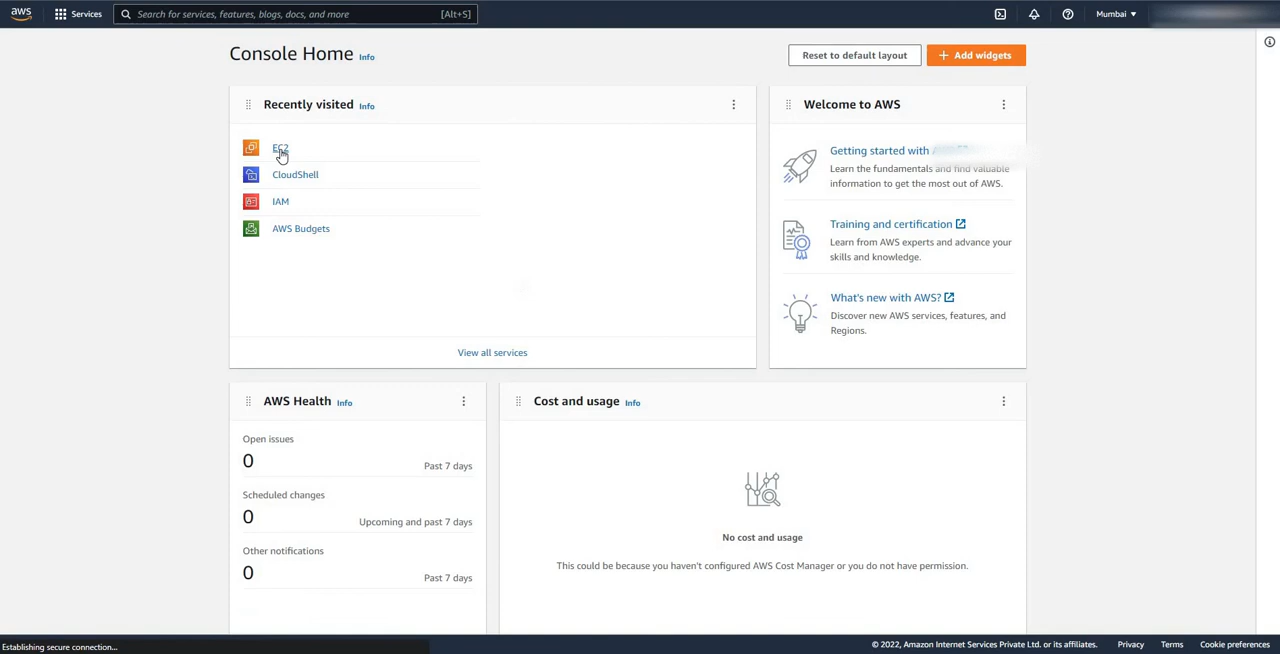 aws Services Search for services, features, blogs, docs, and more [Alt+S] Mumbai
Console Home Info
Reset to default layout
Add widgets
Recently visited Info
EC2
CloudShell
IAM
AWS Budgets
View all services
Welcome to AWS
Getting started with
Learn the fundamentals and find valuable
information to get the most out of AWS.
Training and certification
Learn from AWS experts and advance your
skills and knowledge.
What's new with AWS?
Discover new AWS services, features, and
Regions.
AWS Health Info
Open issues
0 Past 7 days
Scheduled changes
0 Upcoming and past 7 days
Other notifications
0 Past 7 days
Cost and usage Info
No cost and usage
This could be because you haven't configured AWS Cost Manager or you do not have permission.
Establishing secure connection...
© 2022, Amazon Internet Services Private Ltd. or its affiliates. Privacy Terms Cookie preferences